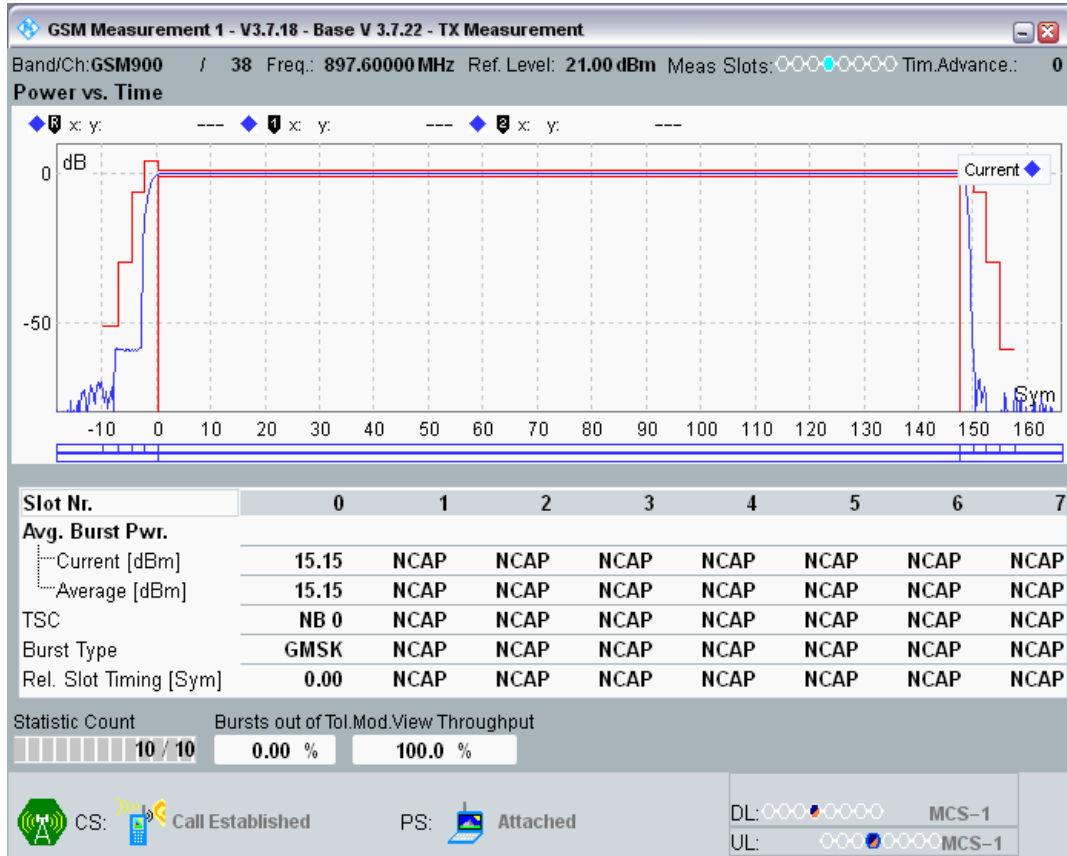 GSM Measurement 1 - V3.7.18 - Base V 3.7.22 - TX Measurement
Band/Ch:GSM900 / 38 Freq.: 897.60000 MHz Ref. Level: 21.00 dBm Meas Slots: Tim.Advance.: 0
Power vs. Time
R x: y: --- 1 x: y: --- 2 x: y: ---
dB
Current
0
-50
Sym
-10 0 10 20 30 40 50 60 70 80 90 100 110 120 130 140 150 160
Slot Nr. 0 1 2 3 4 5 6 7
Avg. Burst Pwr.
Current [dBm] 15.15 NCAP NCAP NCAP NCAP NCAP NCAP NCAP
Average [dBm] 15.15 NCAP NCAP NCAP NCAP NCAP NCAP NCAP
TSC NB 0 NCAP NCAP NCAP NCAP NCAP NCAP NCAP
Burst Type GMSK NCAP NCAP NCAP NCAP NCAP NCAP NCAP
Rel. Slot Timing [Sym] 0.00 NCAP NCAP NCAP NCAP NCAP NCAP NCAP
Statistic Count Bursts out of Tol.Mod.View Throughput
10 / 10 0.00 % 100.0 %
CS: Call Established PS: Attached
DL: MCS-1
UL: MCS-1